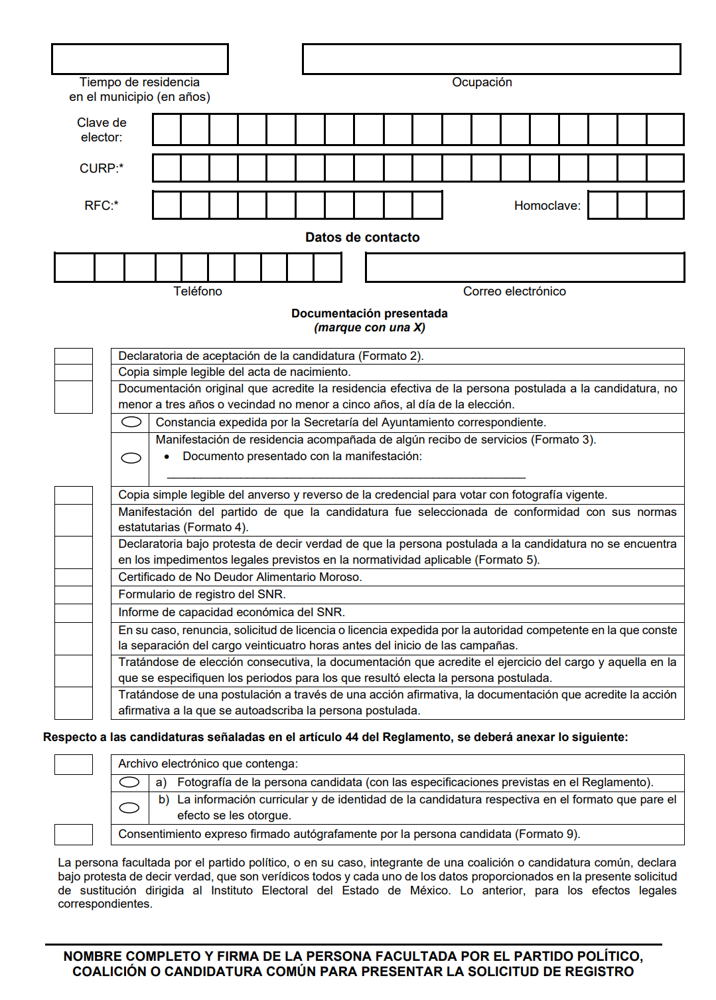 Tiempo de residencia
en el municipio (en años)
Ocupación
Clave de
elector:
CURP:*
RFC:*
Homoclave:
Datos de contacto
Teléfono
Correo electrónico
Documentación presentada
(marque con una X)
Declaratoria de aceptación de la candidatura (Formato 2).
Copia simple legible del acta de nacimiento.
Documentación original que acredite la residencia efectiva de la persona postulada a la candidatura, no
menor a tres años o vecindad no menor a cinco años, al día de la elección.
Constancia expedida por la Secretaría del Ayuntamiento correspondiente.
Manifestación de residencia acompañada de algún recibo de servicios (Formato 3).
• Documento presentado con la manifestación:
Copia simple legible del anverso y reverso de la credencial para votar con fotografía vigente.
Manifestación del partido de que la candidatura fue seleccionada de conformidad con sus normas
estatutarias (Formato 4).
Declaratoria bajo protesta de decir verdad de que la persona postulada a la candidatura no se encuentra
en los impedimentos legales previstos en la normatividad aplicable (Formato 5).
Certificado de No Deudor Alimentario Moroso.
Formulario de registro del SNR.
Informe de capacidad económica del SNR.
En su caso, renuncia, solicitud de licencia o licencia expedida por la autoridad competente en la que conste
la separación del cargo veinticuatro horas antes del inicio de las campañas.
Tratándose de elección consecutiva, la documentación que acredite el ejercicio del cargo y aquella en la
que se especifiquen los periodos para los que resultó electa la persona postulada.
Tratándose de una postulación a través de una acción afirmativa, la documentación que acredite la acción
afirmativa a la que se autoadscriba la persona postulada.
Respecto a las candidaturas señaladas en el artículo 44 del Reglamento, se deberá anexar lo siguiente:
Archivo electrónico que contenga:
a) Fotografía de la persona candidata (con las especificaciones previstas en el Reglamento).
b) La información curricular y de identidad de la candidatura respectiva en el formato que pare el
efecto se les otorgue.
Consentimiento expreso firmado autógrafamente por la persona candidata (Formato 9).
La persona facultada por el partido político, o en su caso, integrante de una coalición o candidatura común, declara
bajo protesta de decir verdad, que son verídicos todos y cada uno de los datos proporcionados en la presente solicitud
de sustitución dirigida al Instituto Electoral del Estado de México. Lo anterior, para los efectos legales
correspondientes.
NOMBRE COMPLETO Y FIRMA DE LA PERSONA FACULTADA POR EL PARTIDO POLÍTICO,
COALICIÓN O CANDIDATURA COMÚN PARA PRESENTAR LA SOLICITUD DE REGISTRO